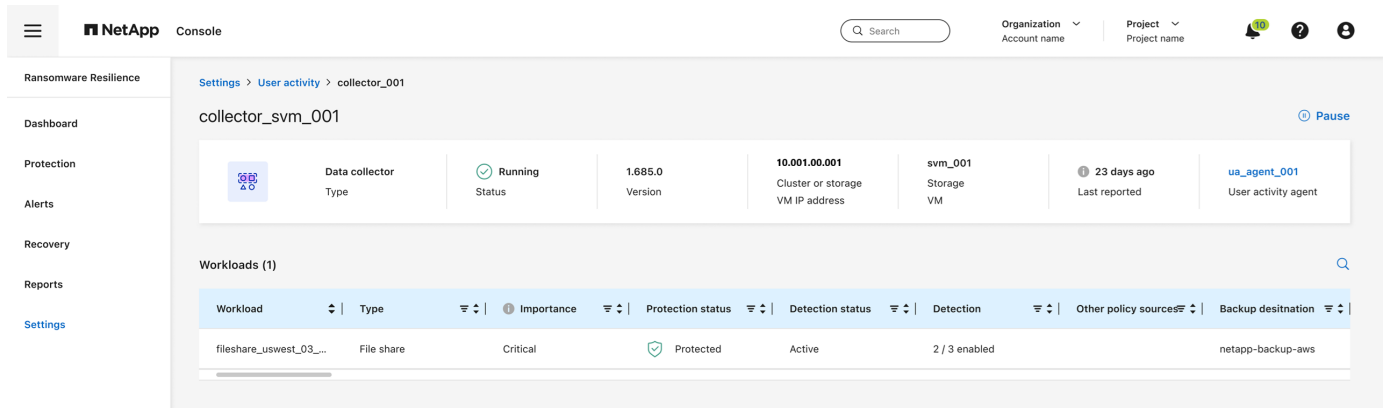 NetApp Console
Search
Organization
Account name
Project
Project name
10
Ransomware Resilience
Dashboard
Protection
Alerts
Recovery
Reports
Settings
Settings > User activity > collector_001
collector_svm_001
Pause
Data collector
Type
Running
Status
1.685.0
Version
10.001.00.001
Cluster or storage
VM IP address
svm_001
Storage
VM
23 days ago
Last reported
ua_agent_001
User activity agent
Workloads (1)
Workload Type Importance Protection status Detection status Detection Other policy sources Backup desitnation
fileshare_uswest_03_... File share Critical Protected Active 2 / 3 enabled netapp-backup-aws